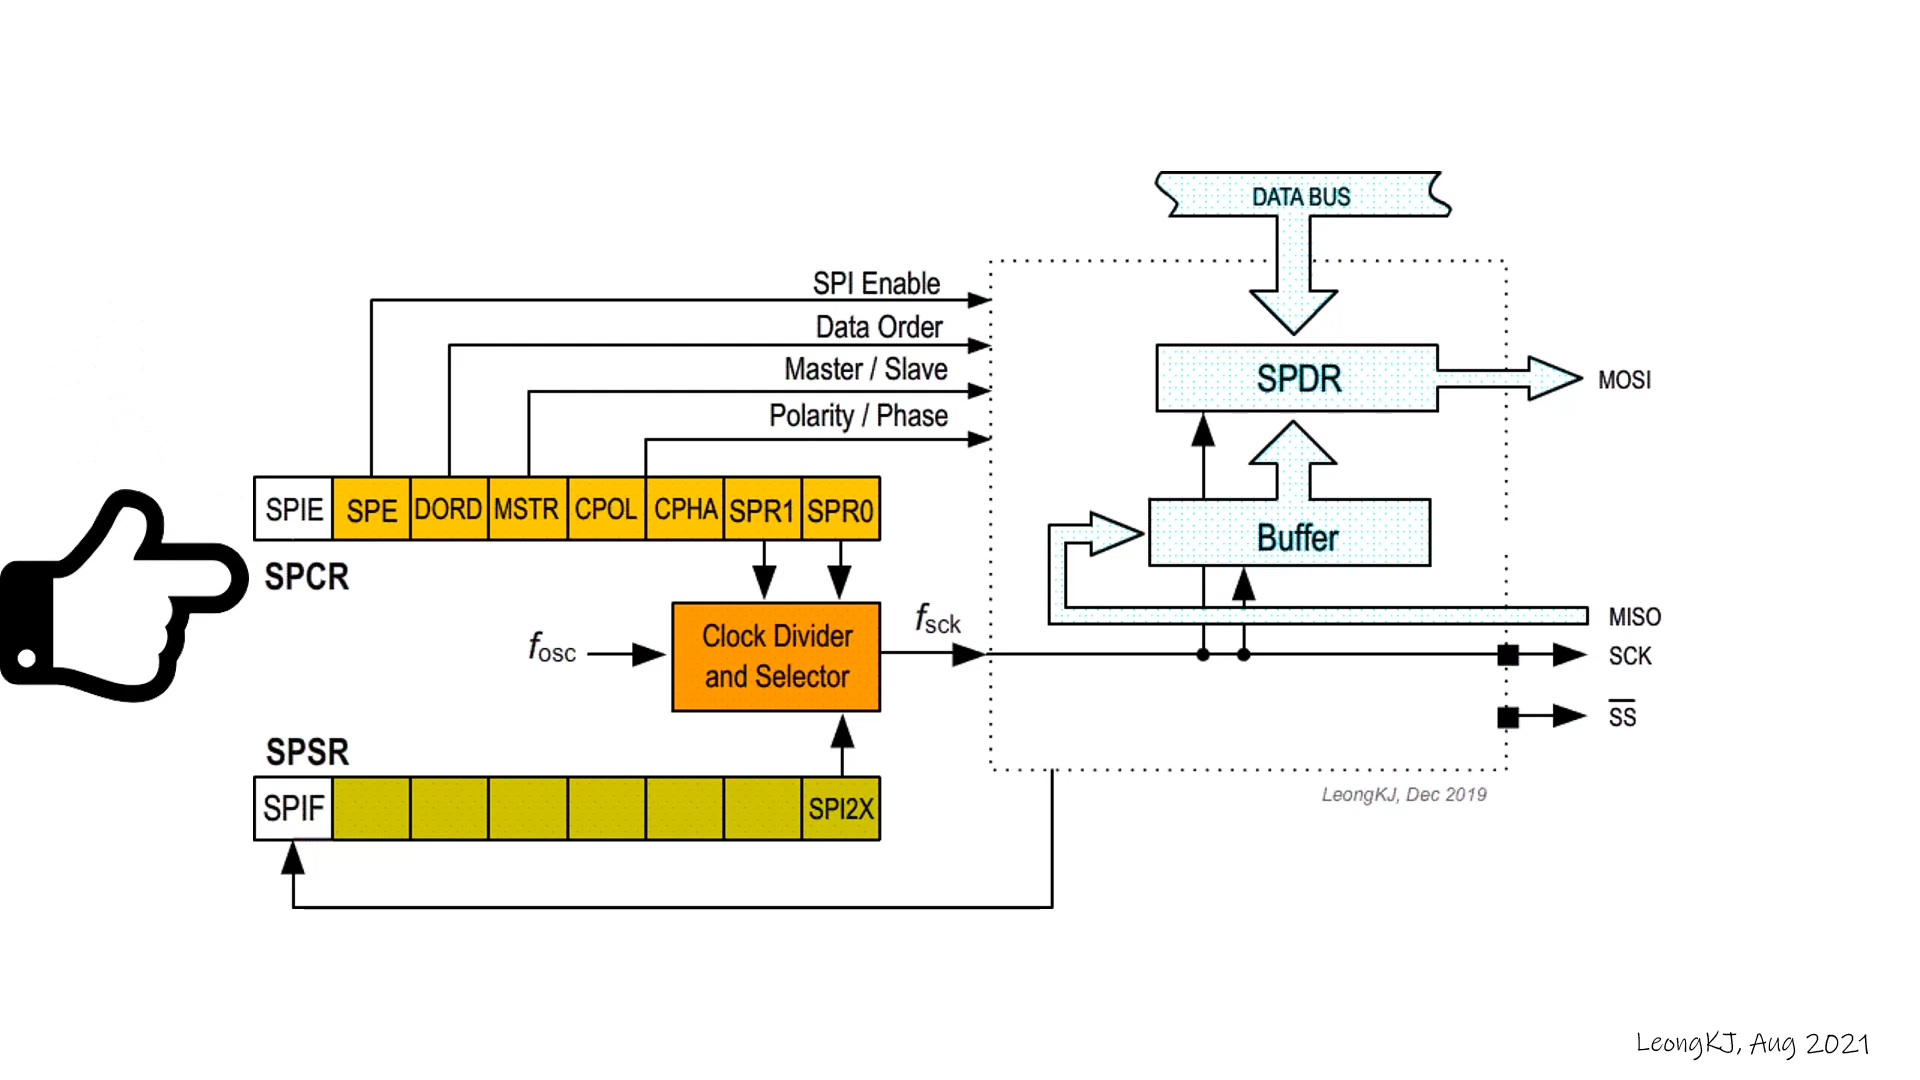 DATA BUS
SPI Enable
Data Order
Master / Slave
Polarity / Phase
SPDR
MOSI
SPIE SPE DORD MSTR CPOL CPHA SPR1 SPR0
SPCR
Buffer
fosc
Clock Divider
and Selector
fsck
MISO
SCK
SS
SPSR
SPIF SPI2X
LeongKJ, Dec 2019
LeongKJ, Aug 2021